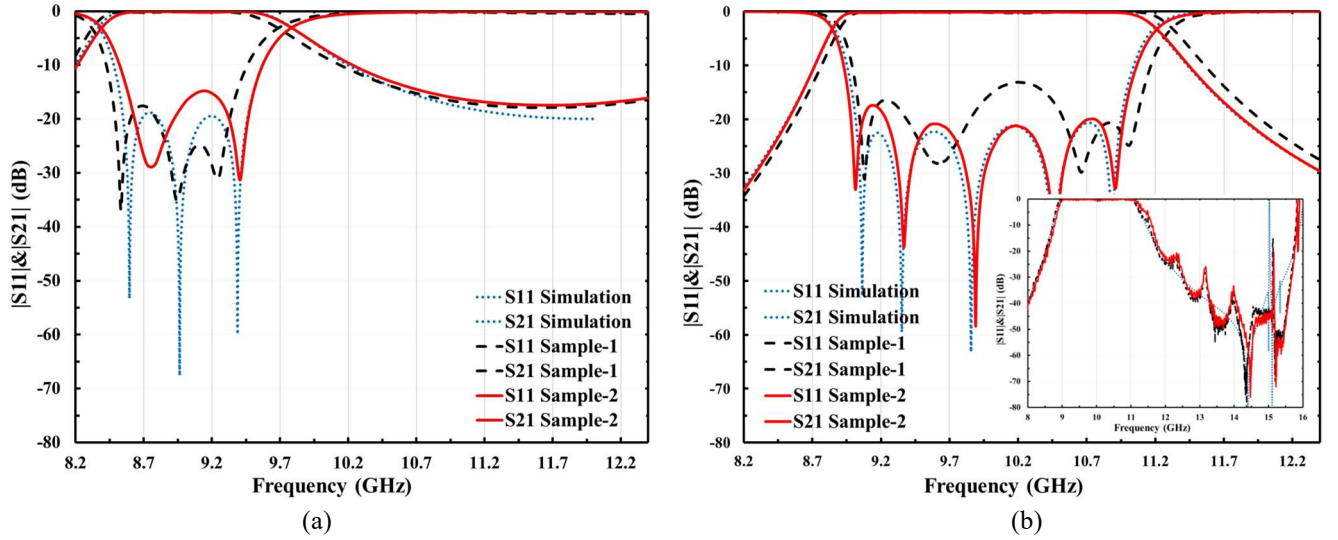 0
-10
-20
-30
-40
-50
-60
-70
-80
|S11|&|S21| (dB)
S11 Simulation
S21 Simulation
S11 Sample-1
S21 Sample-1
S11 Sample-2
S21 Sample-2
8.2 8.7 9.2 9.7 10.2 10.7 11.2 11.7 12.2
Frequency (GHz)
(a)
0
-10
-20
-30
-40
-50
-60
-70
-80
|S11|&|S21| (dB)
S11 Simulation
S21 Simulation
S11 Sample-1
S21 Sample-1
S11 Sample-2
S21 Sample-2
0
-10
-20
-30
-40
-50
-60
-70
-80
|S11|&|S21| (dB)
8 9 10 11 12 13 14 15 16
Frequency (GHz)
8.2 8.7 9.2 9.7 10.2 10.7 11.2 11.7 12.2
Frequency (GHz)
(b)